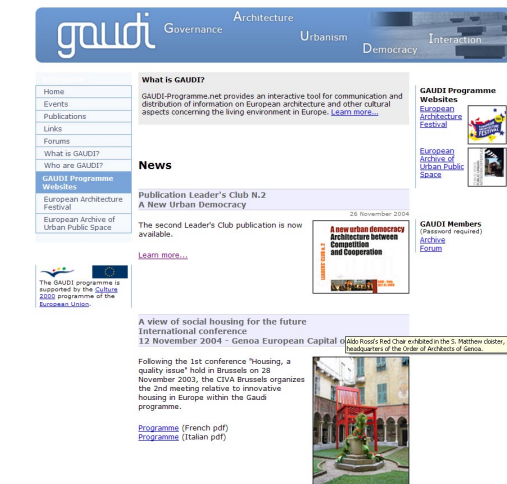 gaudi
Governance
Architecture
Urbanism
Democracy
Interaction
Home
Events
Publications
Links
Forums
What is GAUDI?
Who are GAUDI?
GAUDI Programme
Websites
European Architecture
Festival
European Archive of
Urban Public Space
The GAUDI programme is
supported by the Culture
2000 programme of the
European Union.
What is GAUDI?
GAUDI-Programme.net provides an interactive tool for communication and
distribution of information on European architecture and other cultural
aspects concerning the living environment in Europe. Learn more...
News
Publication Leader's Club N.2
A New Urban Democracy
26 November 2004
The second Leader's Club publication is now
available.
Learn more...
A new urban democracy
Architecture between
Competition
and Cooperation
LEADERS CLUB n.2
A view of social housing for the future
International conference
12 November 2004 - Genoa European Capital o
Aldo Rossi's Red Chair exhibited in the S. Matthew cloister,
headquarters of the Order of Architects of Genoa.
Following the 1st conference "Housing, a
quality issue" hold in Brussels on 28
November 2003, the CIVA Brussels organizes
the 2nd meeting relative to innovative
housing in Europe within the Gaudi
programme.
Programme (French pdf)
Programme (Italian pdf)
GAUDI Programme
Websites
European
Architecture
Festival
European
Archive of
Urban Public
Space
GAUDI Members
(Password required)
Archive
Forum